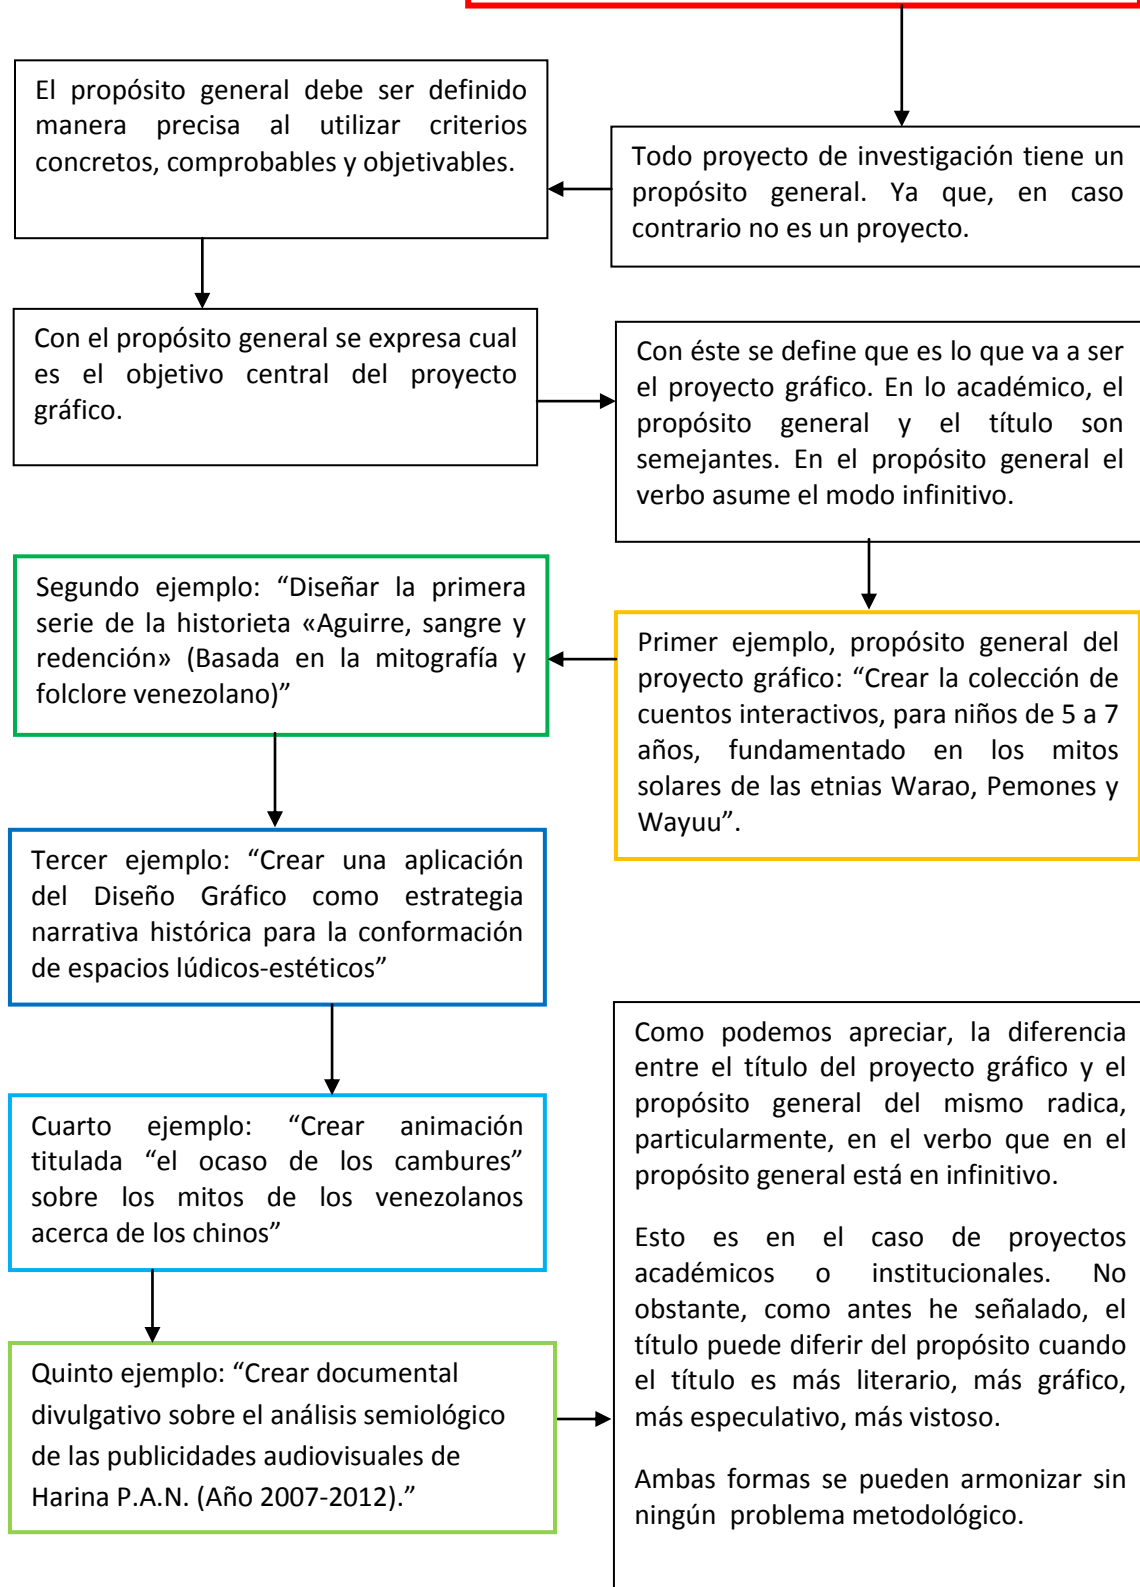 Todo proyecto de investigación tiene un
propósito general. Ya que, en caso
contrario no es un proyecto.
El propósito general debe ser definido
manera precisa al utilizar criterios
concretos, comprobables y objetivables.
Con el propósito general se expresa cual
es el objetivo central del proyecto
gráfico.
Con éste se define que es lo que va a ser
el proyecto gráfico. En lo académico, el
propósito general y el título son
semejantes. En el propósito general el
verbo asume el modo infinitivo.
Primer ejemplo, propósito general del
proyecto gráfico: “Crear la colección de
cuentos interactivos, para niños de 5 a 7
años, fundamentado en los mitos
solares de las etnias Warao, Pemones y
Wayuu”.
Segundo ejemplo: “Diseñar la primera
serie de la historieta «Aguirre, sangre y
redención» (Basada en la mitografía y
folclore venezolano)”
Tercer ejemplo: “Crear una aplicación
del Diseño Gráfico como estrategia
narrativa histórica para la conformación
de espacios lúdicos-estéticos”
Cuarto ejemplo: “Crear animación
titulada “el ocaso de los cambures”
sobre los mitos de los venezolanos
acerca de los chinos”
Quinto ejemplo: “Crear documental
divulgativo sobre el análisis semiológico
de las publicidades audiovisuales de
Harina P.A.N. (Año 2007-2012).”
Como podemos apreciar, la diferencia
entre el título del proyecto gráfico y el
propósito general del mismo radica,
particularmente, en el verbo que en el
propósito general está en infinitivo.
Esto es en el caso de proyectos
académicos o institucionales. No
obstante, como antes he señalado, el
título puede diferir del propósito cuando
el título es más literario, más gráfico,
más especulativo, más vistoso.
Ambas formas se pueden armonizar sin
ningún problema metodológico.